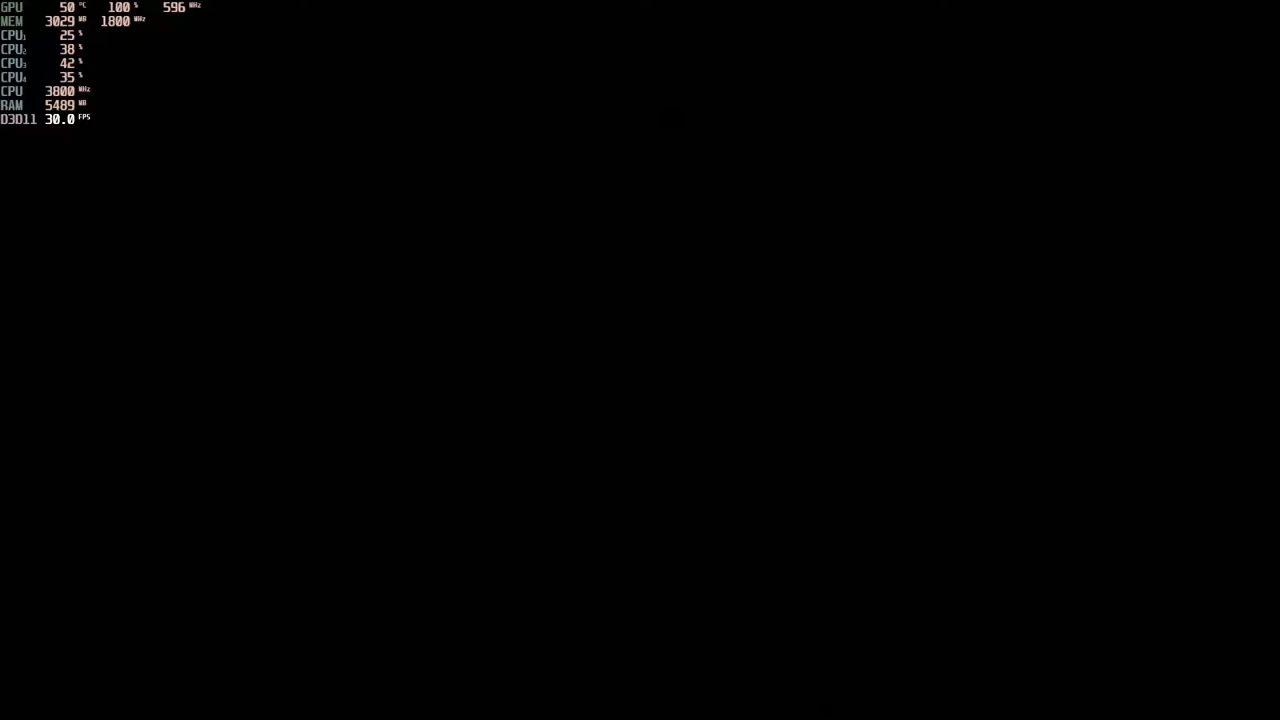 GPU 50 °C 100 % 596 MHz
MEM 3029 MB 1800 MHz
CPU1 25 %
CPU2 38 %
CPU3 42 %
CPU4 35 %
CPU 3800 MHz
RAM 5489 MB
D3D11 30.0 FPS